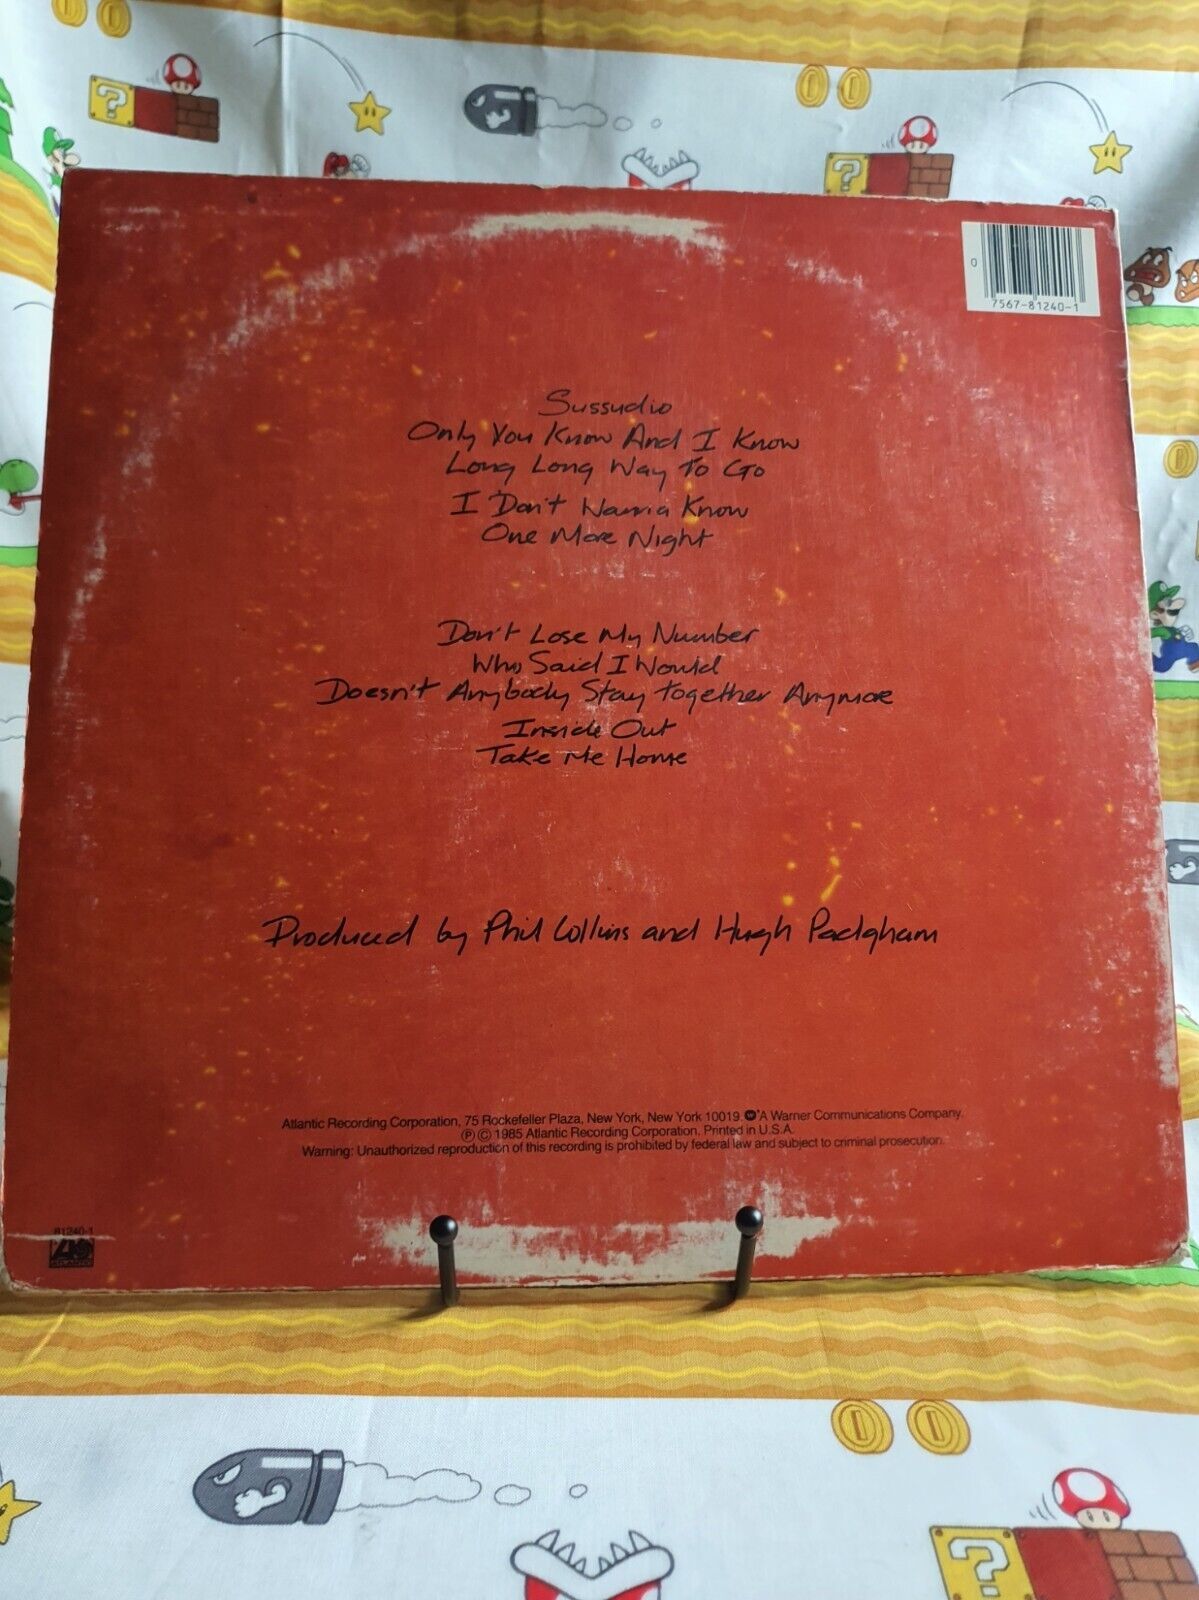 0
7567-81240-1
Sussudio
Only You Know And I Know
Long Long Way To Go
I Don't Wanna Know
One More Night
Don't Lose My Number
Who Said I Would
Doesn't Anybody Stay Together Anymore
Inside Out
Take Me Home
Produced by Phil Collins and Hugh Padgham
Atlantic Recording Corporation, 75 Rockefeller Plaza, New York, New York 10019. A Warner Communications Company.
℗ © 1985 Atlantic Recording Corporation. Printed in U.S.A.
Warning: Unauthorized reproduction of this recording is prohibited by federal law and subject to criminal prosecution.
81240-1
ATLANTIC